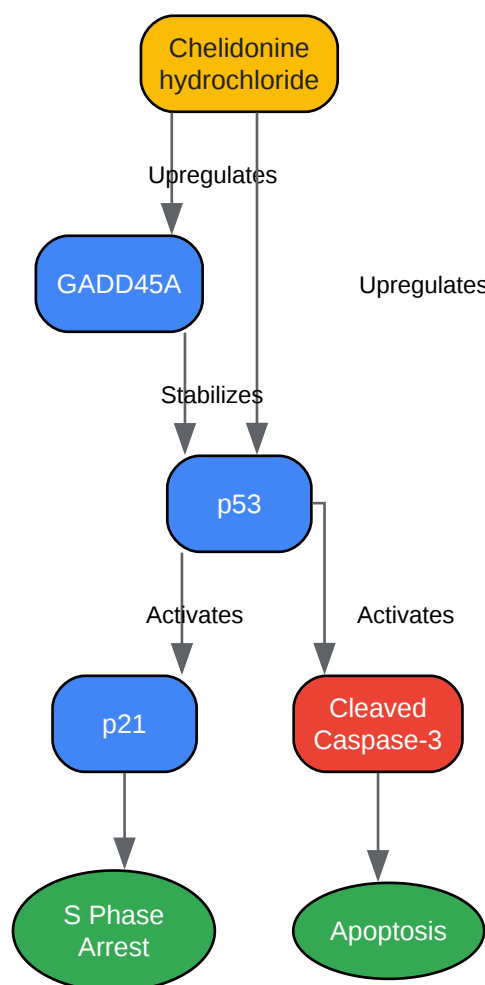 Chelidonine
hydrochloride
Upregulates
GADD45A
Upregulates
Stabilizes
p53
Activates
Activates
p21
Cleaved
Caspase-3
S Phase
Arrest
Apoptosis